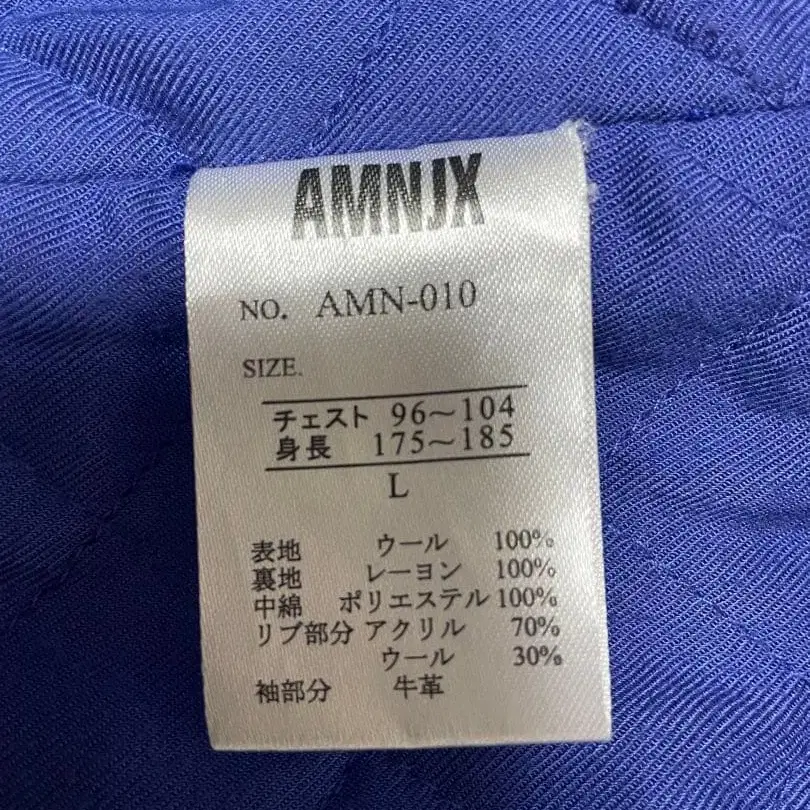 AMNJX
NO. AMN-010
SIZE.
チェスト 96～104
身長 175～185
L
表地 ウール 100%
裏地 レーヨン 100%
中綿 ポリエステル 100%
リブ部分 アクリル 70%
ウール 30%
袖部分 牛革